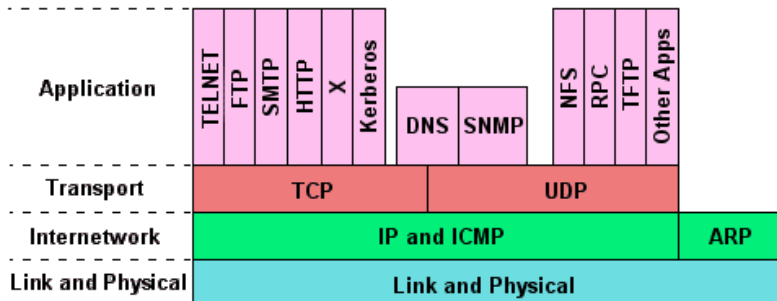 Application
TELNET
FTP
SMTP
HTTP
X
Kerberos
DNS
SNMP
NFS
RPC
TFTP
Other Apps
Transport
TCP
UDP
Internetwork
IP and ICMP
ARP
Link and Physical
Link and Physical